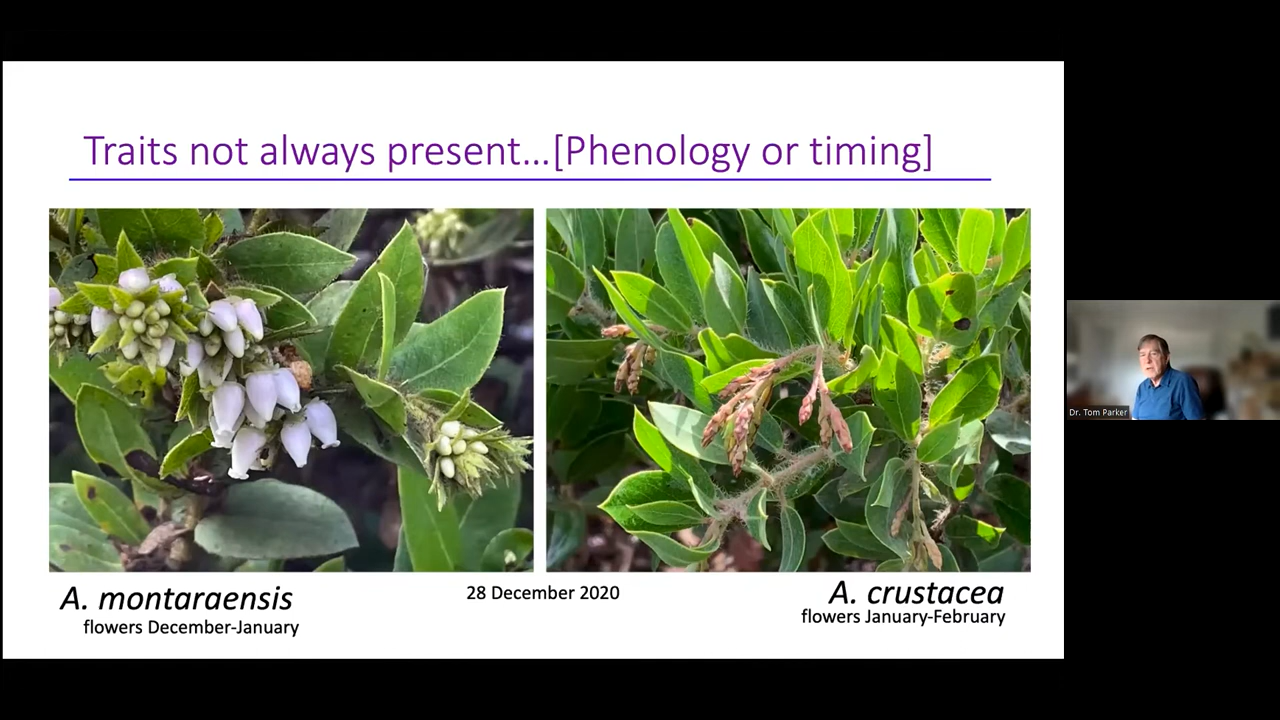 Traits not always present...[Phenology or timing]
A. montaraensis
flowers December-January
28 December 2020
A. crustacea
flowers January-February
Dr. Tom Parker